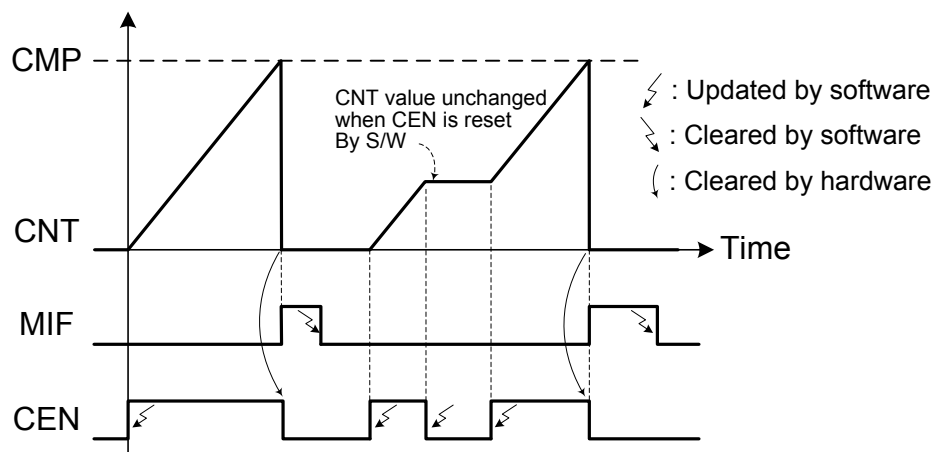 CMP
CNT value unchanged
when CEN is reset
By S/W
: Updated by software
: Cleared by software
: Cleared by hardware
CNT
Time
MIF
CEN